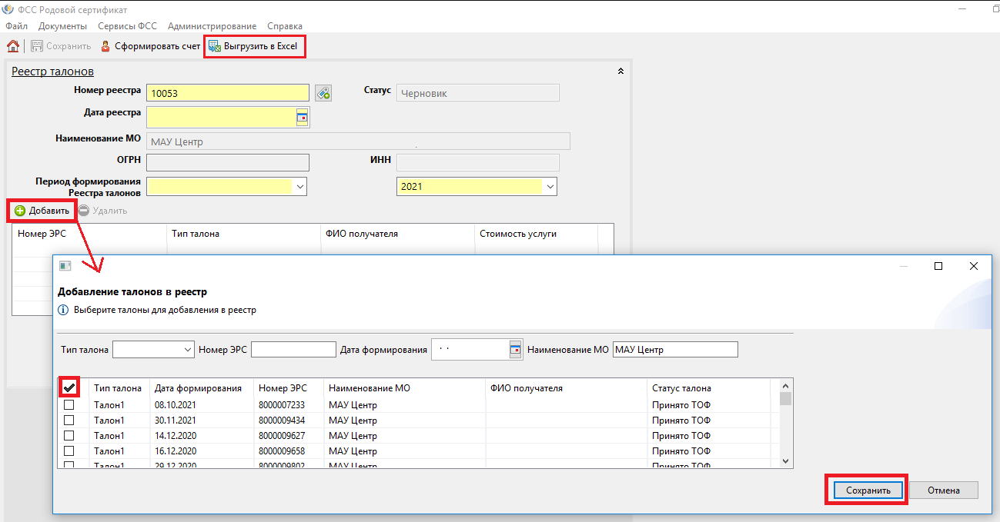 ФСС Родовой сертификат
Файл Документы Сервисы ФСС Администрирование Справка
Сохранить Сформировать счет Выгрузить в Excel
Реестр талонов
Номер реестра 10053 Статус Черновик
Дата реестра
Наименование МО МАУ Центр
ОГРН ИНН
Период формирования
Реестра талонов 2021
Добавить Удалить
Номер ЭРС Тип талона ФИО получателя Стоимость услуги
Добавление талонов в реестр
Выберите талоны для добавления в реестр
Тип талона Номер ЭРС Дата формирования Наименование МО МАУ Центр
Тип талона Дата формирования Номер ЭРС Наименование МО ФИО получателя Статус талона
Талон1 08.10.2021 8000007233 МАУ Центр Принято ТОФ
Талон1 30.11.2021 8000009434 МАУ Центр Принято ТОФ
Талон1 14.12.2020 8000009627 МАУ Центр Принято ТОФ
Талон1 16.12.2020 8000009658 МАУ Центр Принято ТОФ
Талон1 29.12.2020 8000009802 МАУ Центр Принято ТОФ
Сохранить Отмена